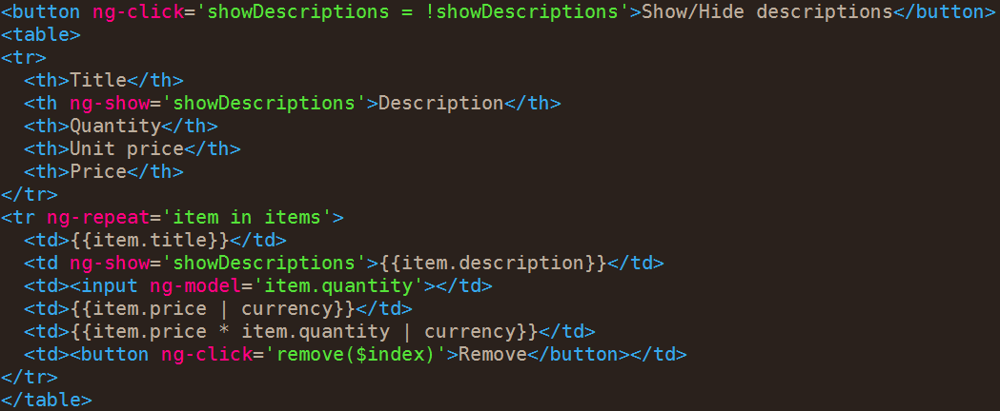 <button ng-click='showDescriptions = !showDescriptions'>Show/Hide descriptions</button>
<table>
<tr>
  <th>Title</th>
  <th ng-show='showDescriptions'>Description</th>
  <th>Quantity</th>
  <th>Unit price</th>
  <th>Price</th>
</tr>
<tr ng-repeat='item in items'>
  <td>{{item.title}}</td>
  <td ng-show='showDescriptions'>{{item.description}}</td>
  <td><input ng-model='item.quantity'></td>
  <td>{{item.price | currency}}</td>
  <td>{{item.price * item.quantity | currency}}</td>
  <td><button ng-click='remove($index)'>Remove</button></td>
</tr>
</table>